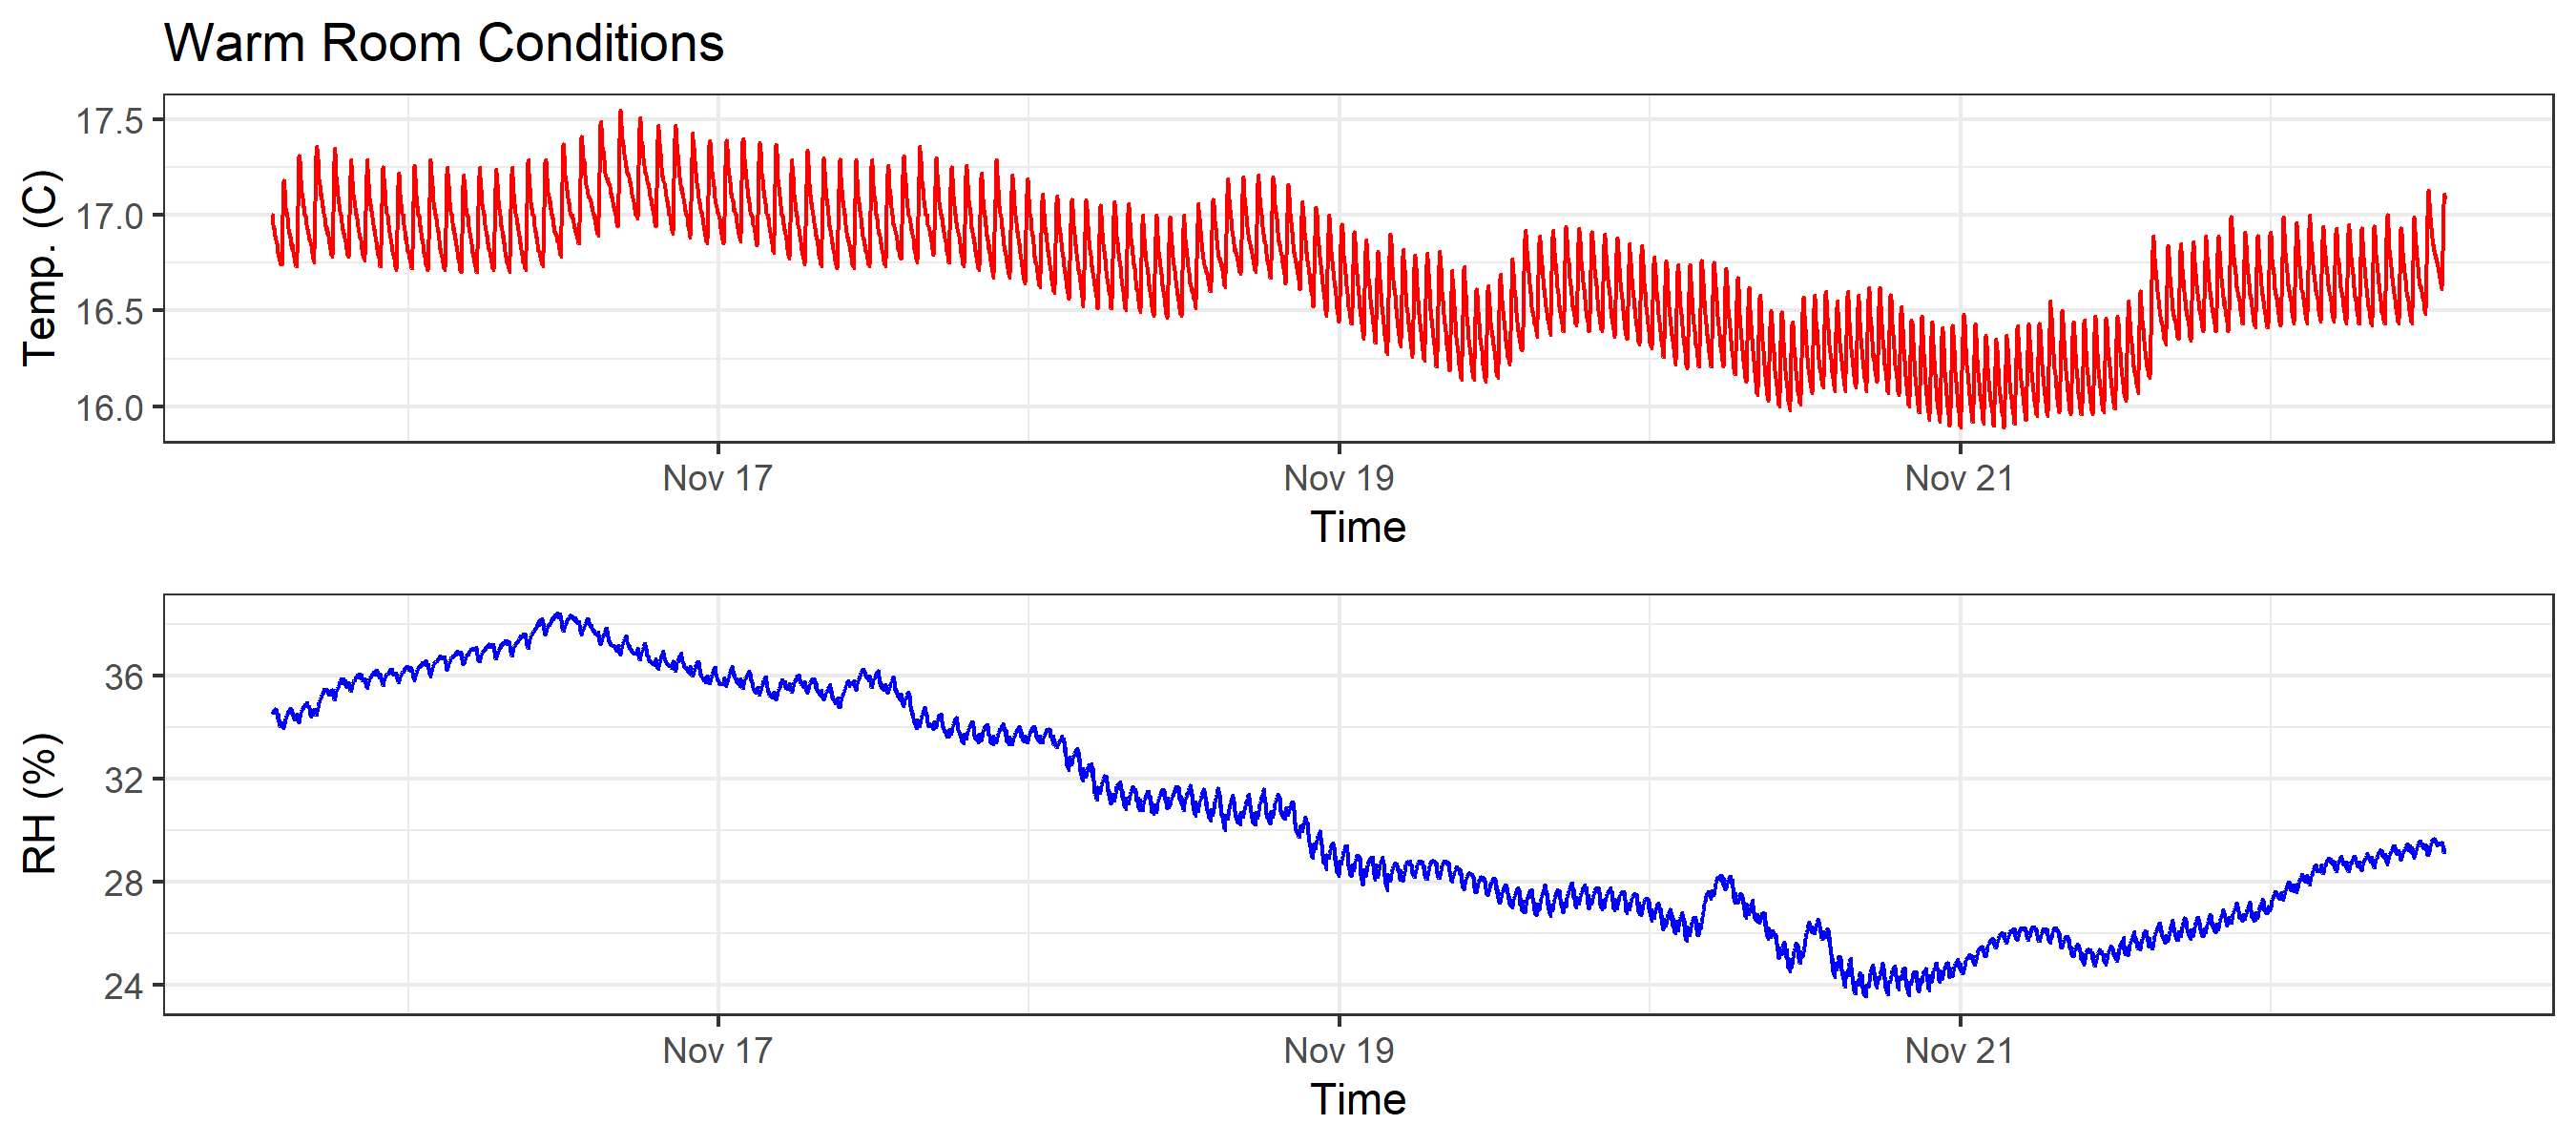 Warm Room Conditions
17.5
17.0
16.5
16.0
Temp. (C)
Nov 17 Nov 19 Nov 21
Time
36
32
28
24
RH (%)
Nov 17 Nov 19 Nov 21
Time